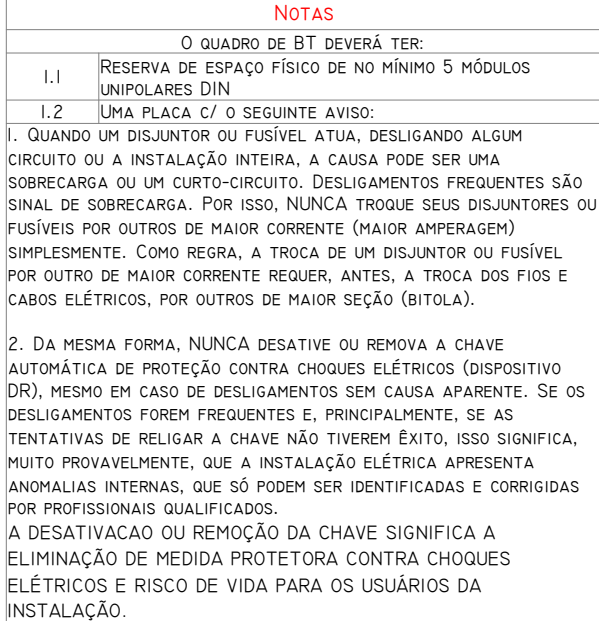 Notas
O quadro de BT deverá ter:
1.1 Reserva de espaço físico de no mínimo 5 módulos
unipolares DIN
1.2 Uma placa c/ o seguinte aviso:
1. Quando um disjuntor ou fusível atua, desligando algum
circuito ou a instalação inteira, a causa pode ser uma
sobrecarga ou um curto-circuito. Desligamentos frequentes são
sinal de sobrecarga. Por isso, NUNCA troque seus disjuntores ou
fusíveis por outros de maior corrente (maior amperagem)
simplesmente. Como regra, a troca de um disjuntor ou fusível
por outro de maior corrente requer, antes, a troca dos fios e
cabos elétricos, por outros de maior seção (bitola).
2. Da mesma forma, NUNCA desative ou remova a chave
automática de proteção contra choques elétricos (dispositivo
DR), mesmo em caso de desligamentos sem causa aparente. Se os
desligamentos forem frequentes e, principalmente, se as
tentativas de religar a chave não tiverem êxito, isso significa,
muito provavelmente, que a instalação elétrica apresenta
anomalias internas, que só podem ser identificadas e corrigidas
por profissionais qualificados.
A DESATIVACAO OU REMOÇÃO DA CHAVE SIGNIFICA A
ELIMINAÇÃO DE MEDIDA PROTETORA CONTRA CHOQUES
ELÉTRICOS E RISCO DE VIDA PARA OS USUÁRIOS DA
INSTALAÇÃO.